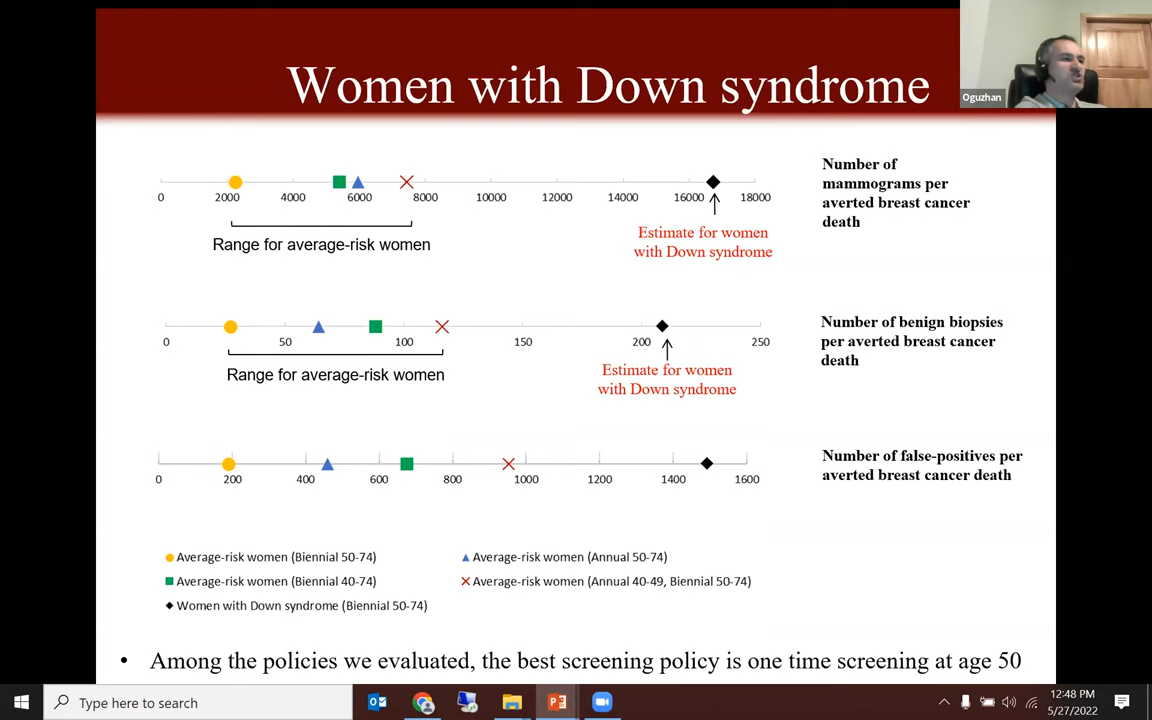 Women with Down syndrome
Oguzhan
Number of
mammograms per
averted breast cancer
death
0 2000 4000 6000 8000 10000 12000 14000 16000 18000
Range for average-risk women
Estimate for women
with Down syndrome
Number of benign biopsies
per averted breast cancer
death
0 50 100 150 200 250
Range for average-risk women
Estimate for women
with Down syndrome
Number of false-positives per
averted breast cancer death
0 200 400 600 800 1000 1200 1400 1600
Average-risk women (Biennial 50-74)
Average-risk women (Annual 50-74)
Average-risk women (Biennial 40-74)
Average-risk women (Annual 40-49, Biennial 50-74)
Women with Down syndrome (Biennial 50-74)
• Among the policies we evaluated, the best screening policy is one time screening at age 50
Type here to search
12:48 PM
5/27/2022